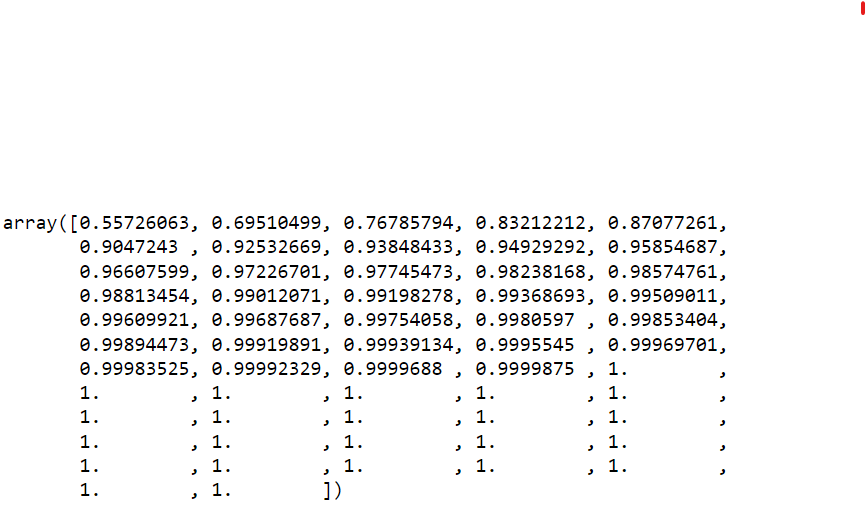 array([0.55726063, 0.69510499, 0.76785794, 0.83212212, 0.87077261,
0.9047243 , 0.92532669, 0.93848433, 0.94929292, 0.95854687,
0.96607599, 0.97226701, 0.97745473, 0.98238168, 0.98574761,
0.98813454, 0.99012071, 0.99198278, 0.99368693, 0.99509011,
0.99609921, 0.99687687, 0.99754058, 0.9980597 , 0.99853404,
0.99894473, 0.99919891, 0.99939134, 0.9995545 , 0.99969701,
0.99983525, 0.99992329, 0.9999688 , 0.9999875 , 1.        ,
1.        , 1.        , 1.        , 1.        , 1.        ,
1.        , 1.        , 1.        , 1.        , 1.        ,
1.        , 1.        , 1.        , 1.        , 1.        ,
1.        , 1.        , 1.        , 1.        , 1.        ,
1.        , 1.        ])